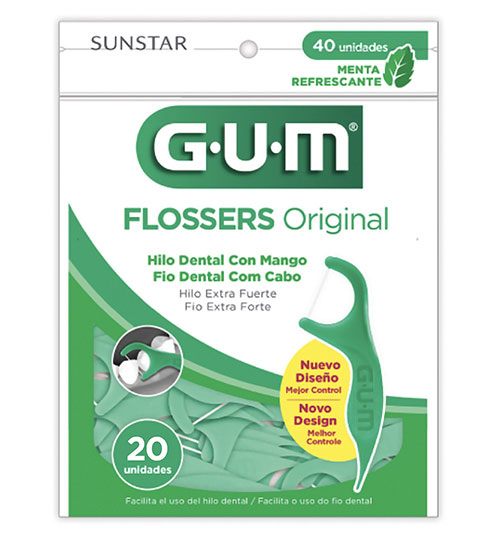 SUNSTAR
40 unidades
MENTA
REFRESCANTE
G·U·M®
FLOSSERS Original
Hilo Dental Con Mango
Fio Dental Com Cabo
Hilo Extra Fuerte
Fio Extra Forte
Nuevo
Diseño
Mejor Control
Novo
Design
Melhor
Controle
G·U·M
20
unidades
Facilita el uso del hilo dental / Facilita o uso do fio dental